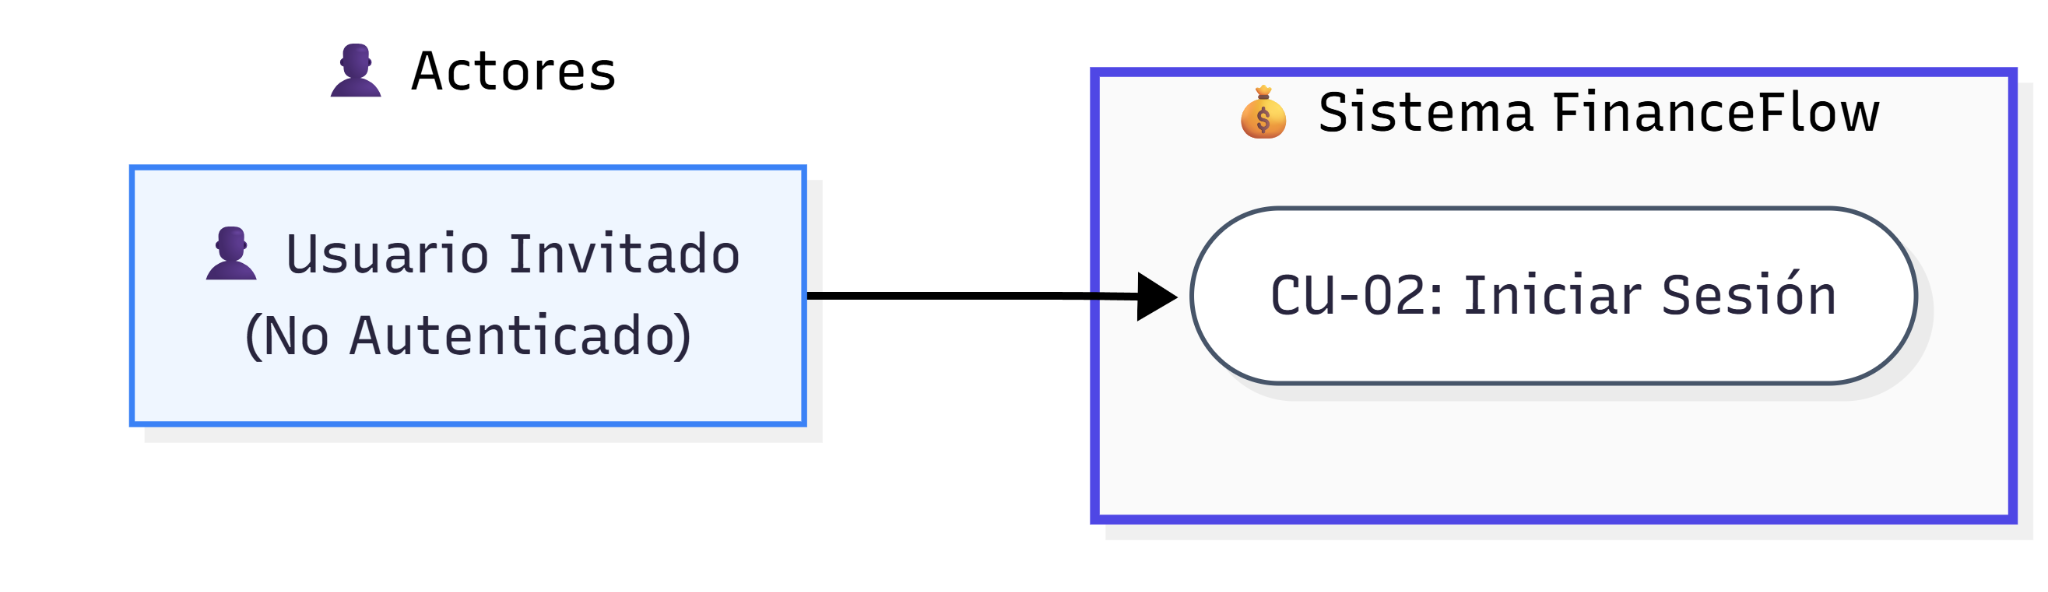 Actores
Sistema FinanceFlow
Usuario Invitado
(No Autenticado)
CU-02: Iniciar Sesión